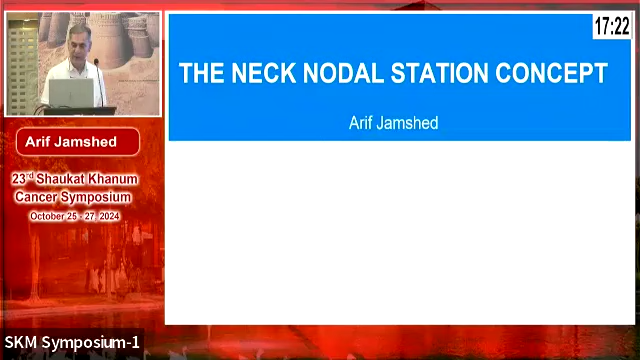 17:22
THE NECK NODAL STATION CONCEPT
Arif Jamshed
Arif Jamshed
23rd Shaukat Khanum
Cancer Symposium
October 25 - 27, 2024
SKM Symposium-1